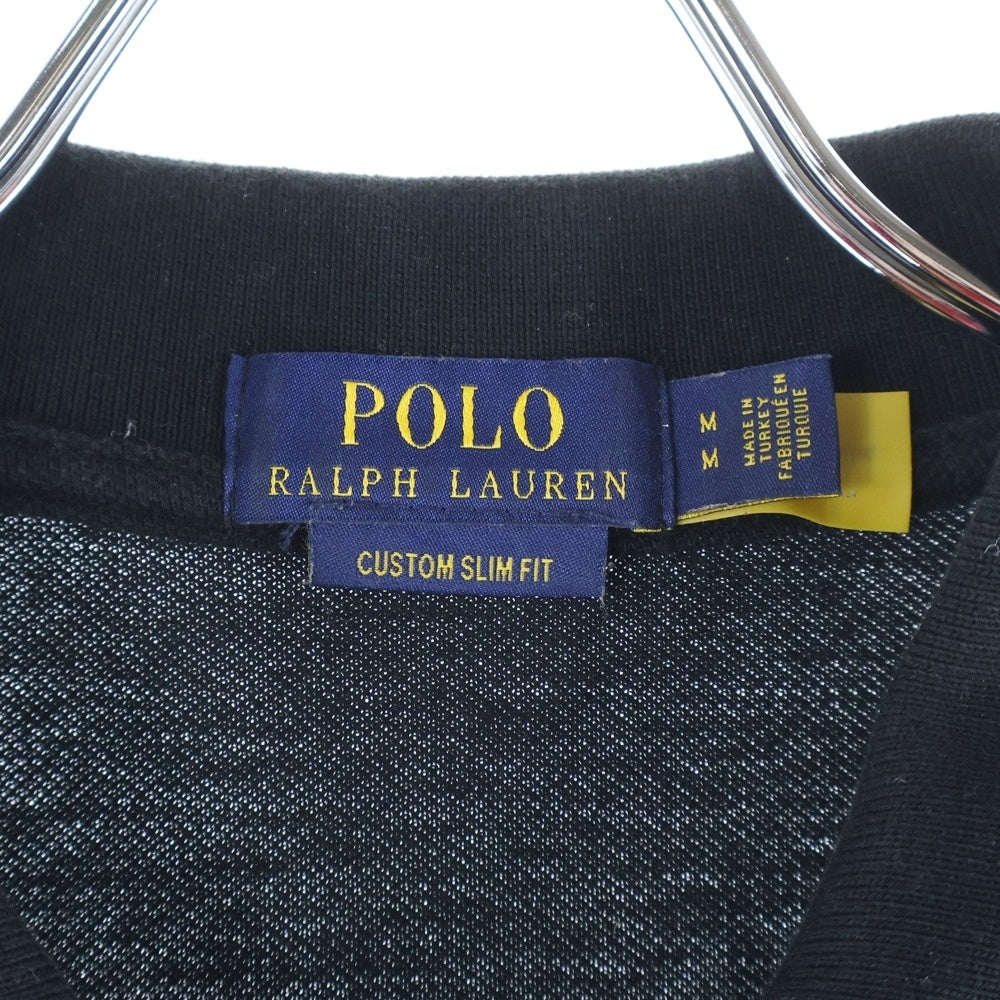 POLO
RALPH LAUREN
CUSTOM SLIM FIT
M
M
MADE IN
TURKEY
FABRIQUÉ EN
TURQUIE